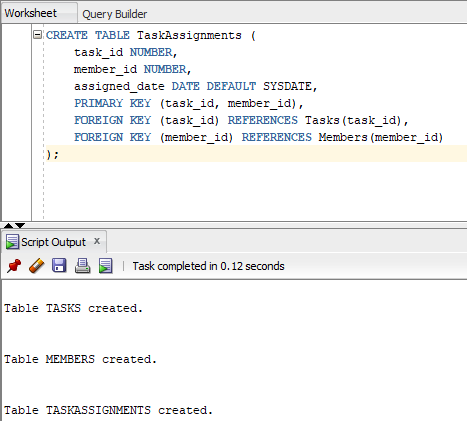 Worksheet Query Builder
CREATE TABLE TaskAssignments (
task_id NUMBER,
member_id NUMBER,
assigned_date DATE DEFAULT SYSDATE,
PRIMARY KEY (task_id, member_id),
FOREIGN KEY (task_id) REFERENCES Tasks(task_id),
FOREIGN KEY (member_id) REFERENCES Members(member_id)
);
Script Output x
Task completed in 0.12 seconds
Table TASKS created.
Table MEMBERS created.
Table TASKASSIGNMENTS created.